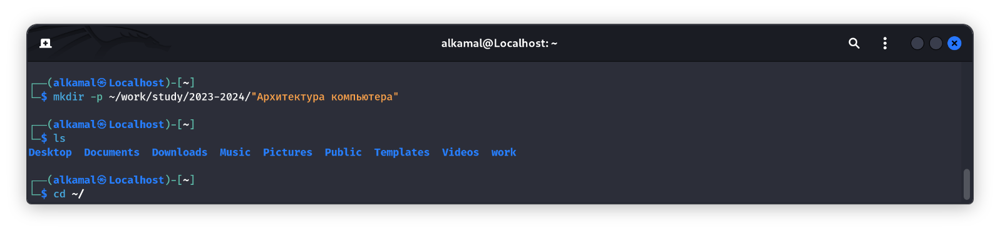 alkamal@Localhost: ~
┌──(alkamal㉿Localhost)-[~]
└─$ mkdir -p ~/work/study/2023-2024/"Архитектура компьютера"
┌──(alkamal㉿Localhost)-[~]
└─$ ls
Desktop  Documents  Downloads  Music  Pictures  Public  Templates  Videos  work
┌──(alkamal㉿Localhost)-[~]
└─$ cd ~/